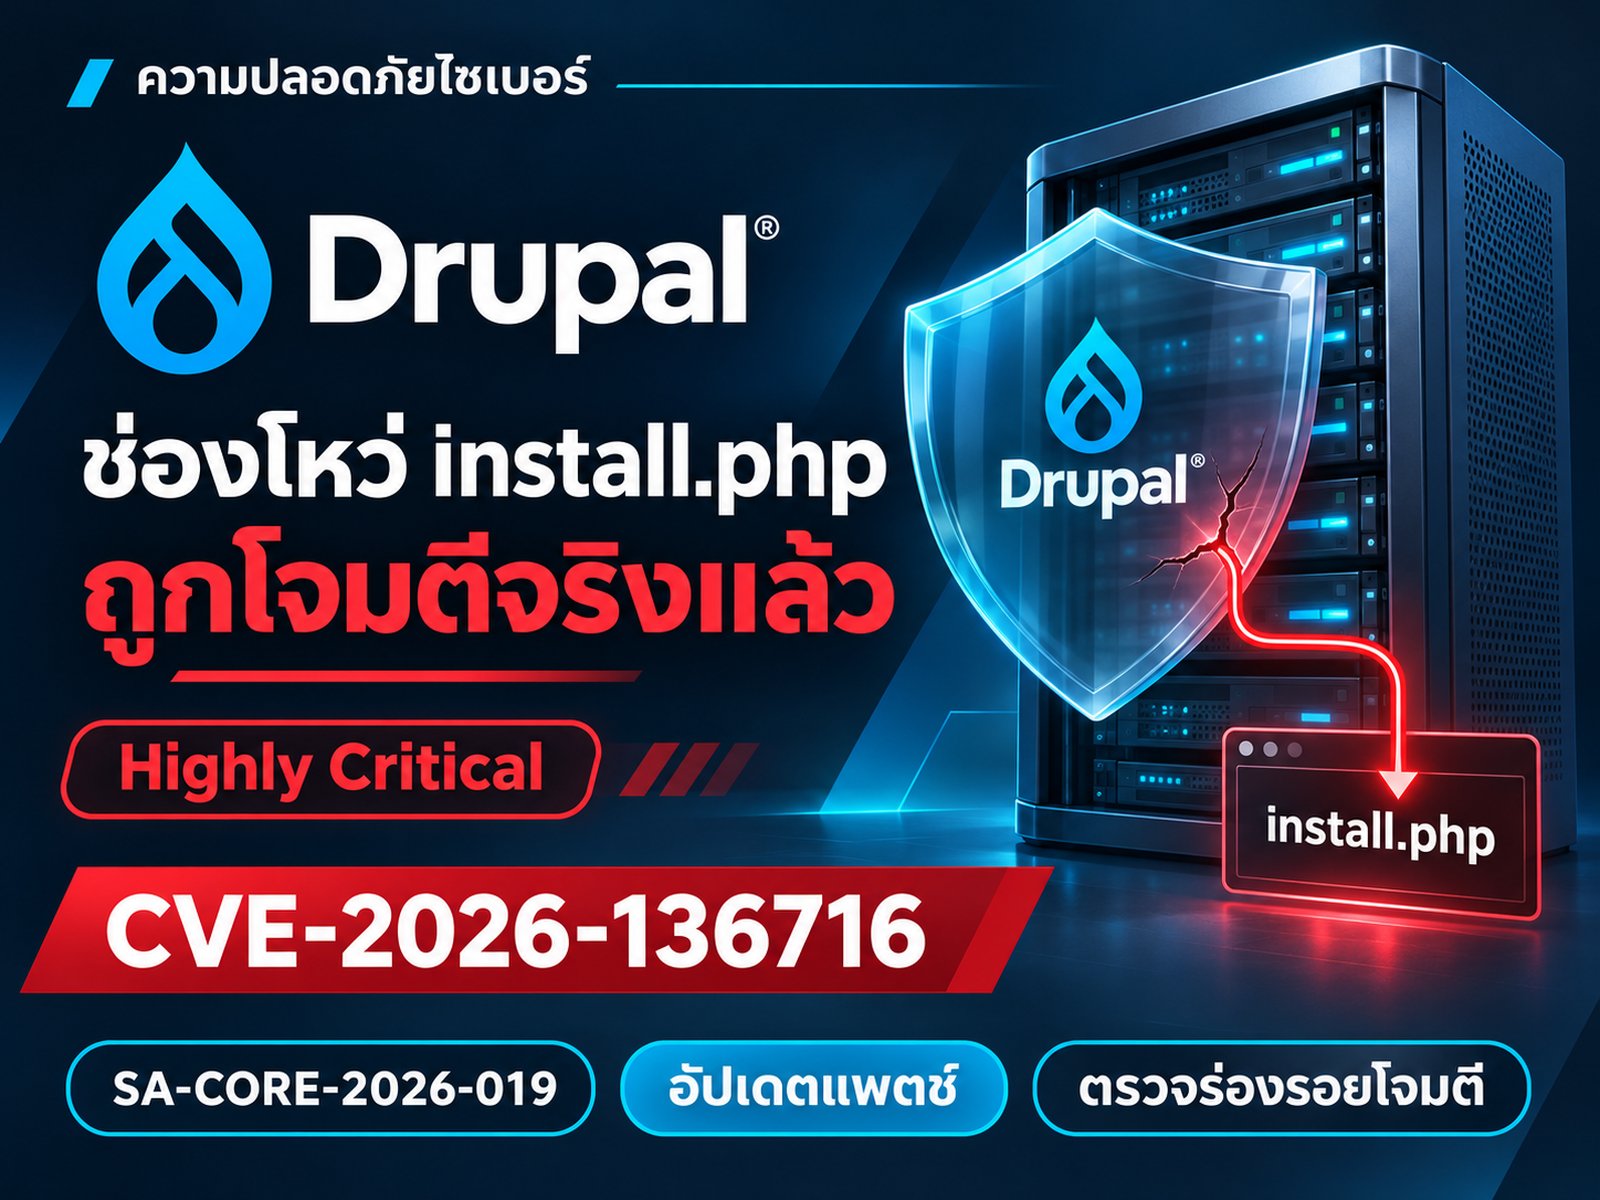 ความปลอดภัยไซเบอร์
Drupal®
ช่องโหว่ install.php
ถูกโจมตีจริงแล้ว
Highly Critical
CVE-2026-136716
SA-CORE-2026-019
อัปเดตแพตช์
ตรวจร่องรอยโจมตี
Drupal®
install.php